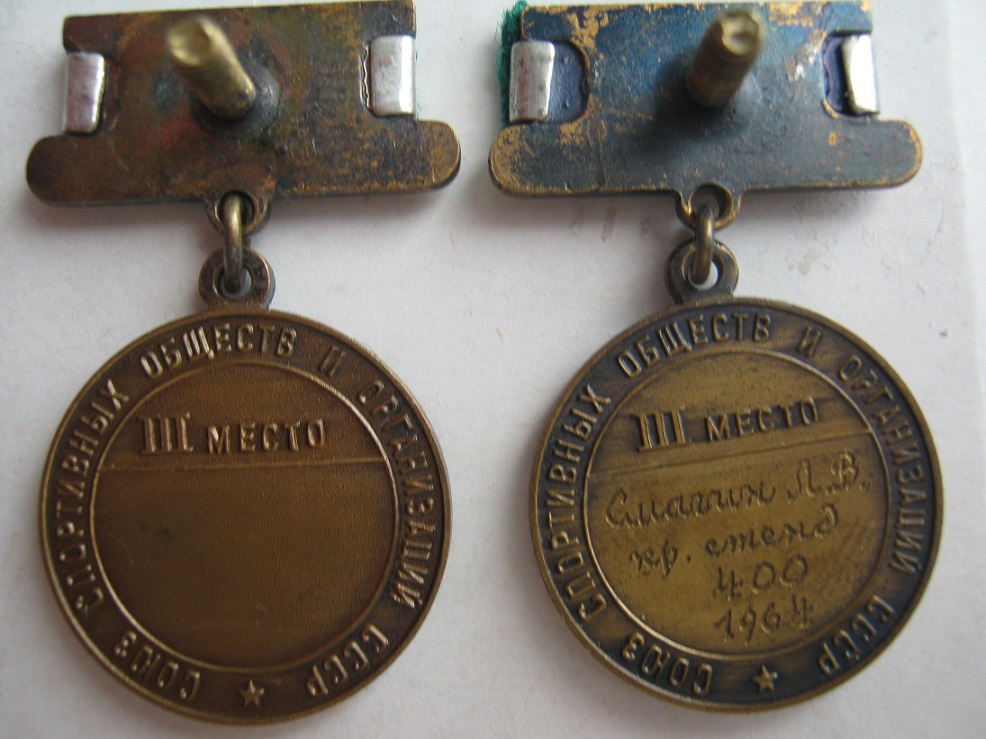 СОЮЗ СПОРТИВНЫХ ОБЩЕСТВ И ОРГАНИЗАЦИЙ СССР
III МЕСТО
СОЮЗ СПОРТИВНЫХ ОБЩЕСТВ И ОРГАНИЗАЦИЙ СССР
III МЕСТО
Смагин Л.В.
кр. стенд
400
1964